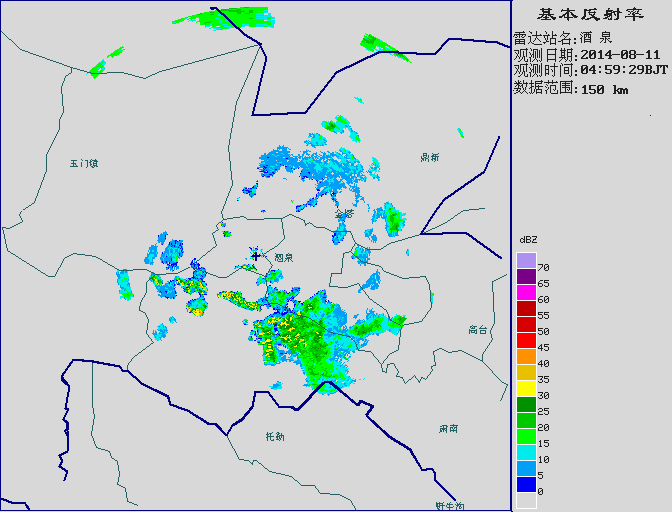 基本反射率
雷达站名:酒 泉
观测日期:2014-08-11
观测时间:04:59:29BJT
数据范围:150 km
玉门镇
鼎新
金塔
酒泉
dBZ
70
65
60
55
50
45
40
35
30
25
20
15
10
5
0
高台
托勒
肃南
野牛沟